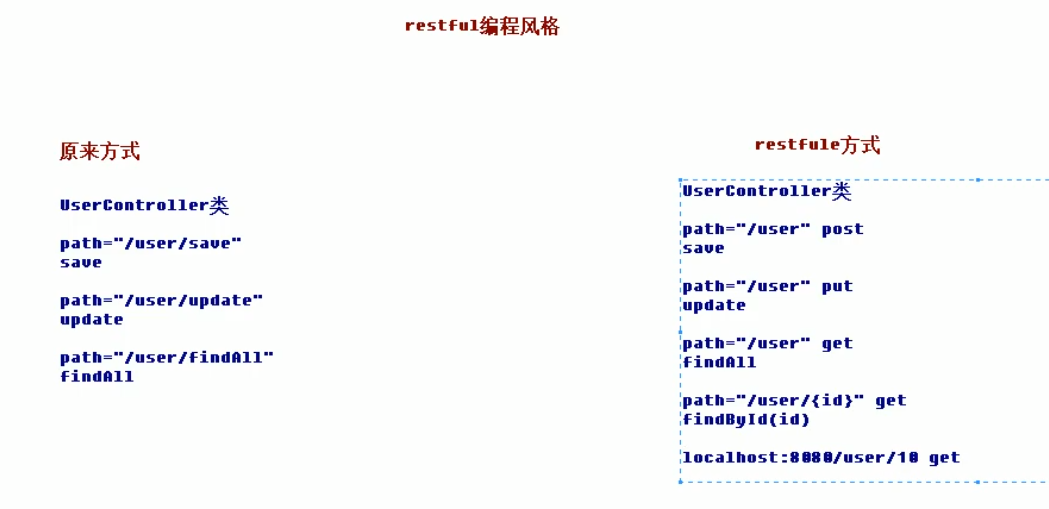 restful编程风格
原来方式
UserController类
path="/user/save"
save
path="/user/update"
update
path="/user/findAll"
findAll
restfule方式
UserController类
path="/user" post
save
path="/user" put
update
path="/user" get
findAll
path="/user/{id}" get
findById(id)
localhost:8080/user/10 get